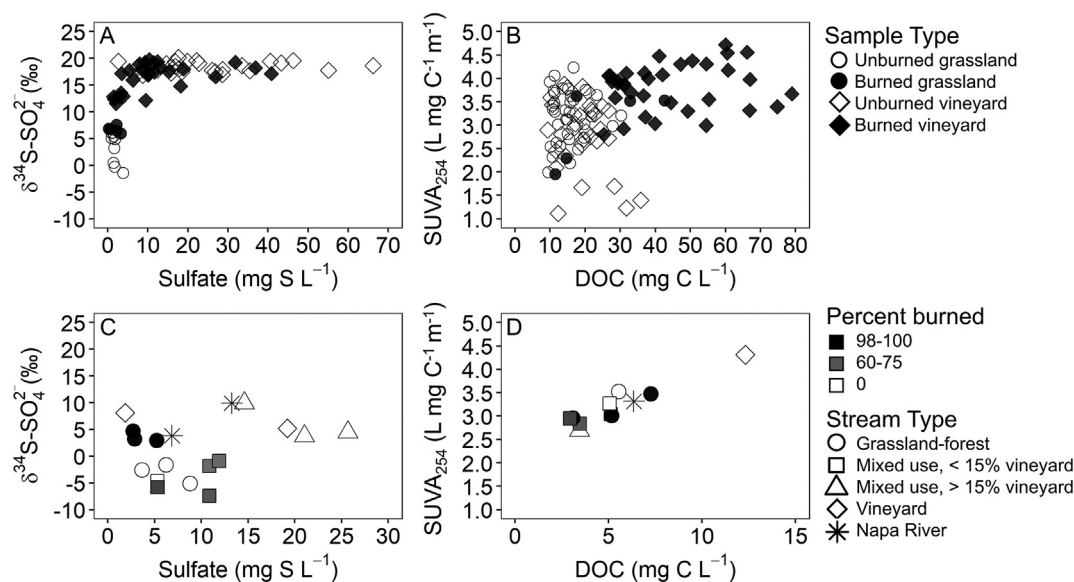 A
25
20
15
10
5
0
-5
-10
δ³⁴S-SO₄²⁻ (‰)
0 10 20 30 40 50 60 70
Sulfate (mg S L⁻¹)
B
5.0
4.5
4.0
3.5
3.0
2.5
2.0
1.5
1.0
SUVA₂₅₄ (L mg C⁻¹ m⁻¹)
0 10 20 30 40 50 60 70 80
DOC (mg C L⁻¹)
Sample Type
Unburned grassland
Burned grassland
Unburned vineyard
Burned vineyard
C
25
20
15
10
5
0
-5
-10
δ³⁴S-SO₄²⁻ (‰)
0 5 10 15 20 25 30
Sulfate (mg S L⁻¹)
D
5.0
4.5
4.0
3.5
3.0
2.5
2.0
1.5
1.0
SUVA₂₅₄ (L mg C⁻¹ m⁻¹)
0 5 10 15
DOC (mg C L⁻¹)
Percent burned
98-100
60-75
0
Stream Type
Grassland-forest
Mixed use, < 15% vineyard
Mixed use, > 15% vineyard
Vineyard
Napa River